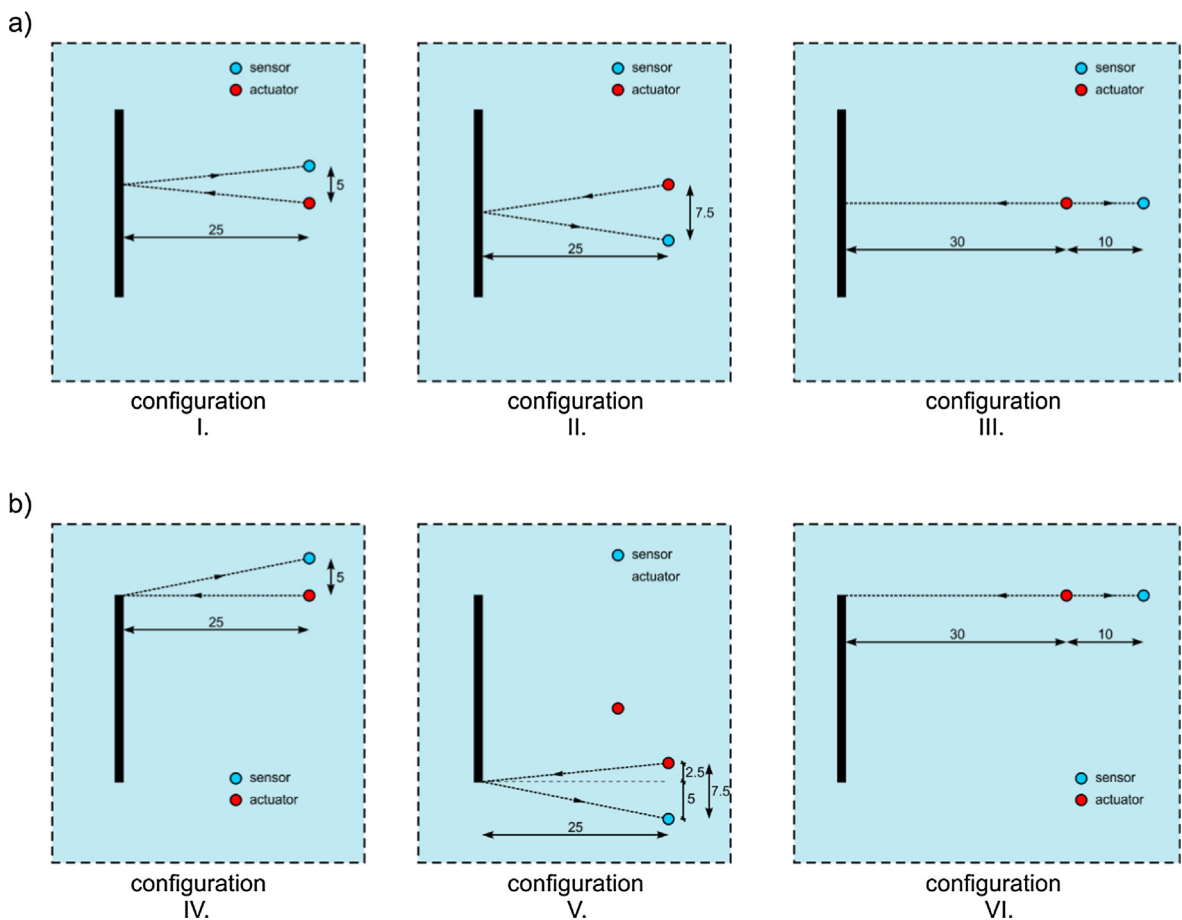 a)
sensor
actuator
5
25
configuration
I.
sensor
actuator
7.5
25
configuration
II.
sensor
actuator
30
10
configuration
III.
b)
5
25
sensor
actuator
configuration
IV.
sensor
actuator
2.5
7.5
5
25
configuration
V.
30
10
sensor
actuator
configuration
VI.